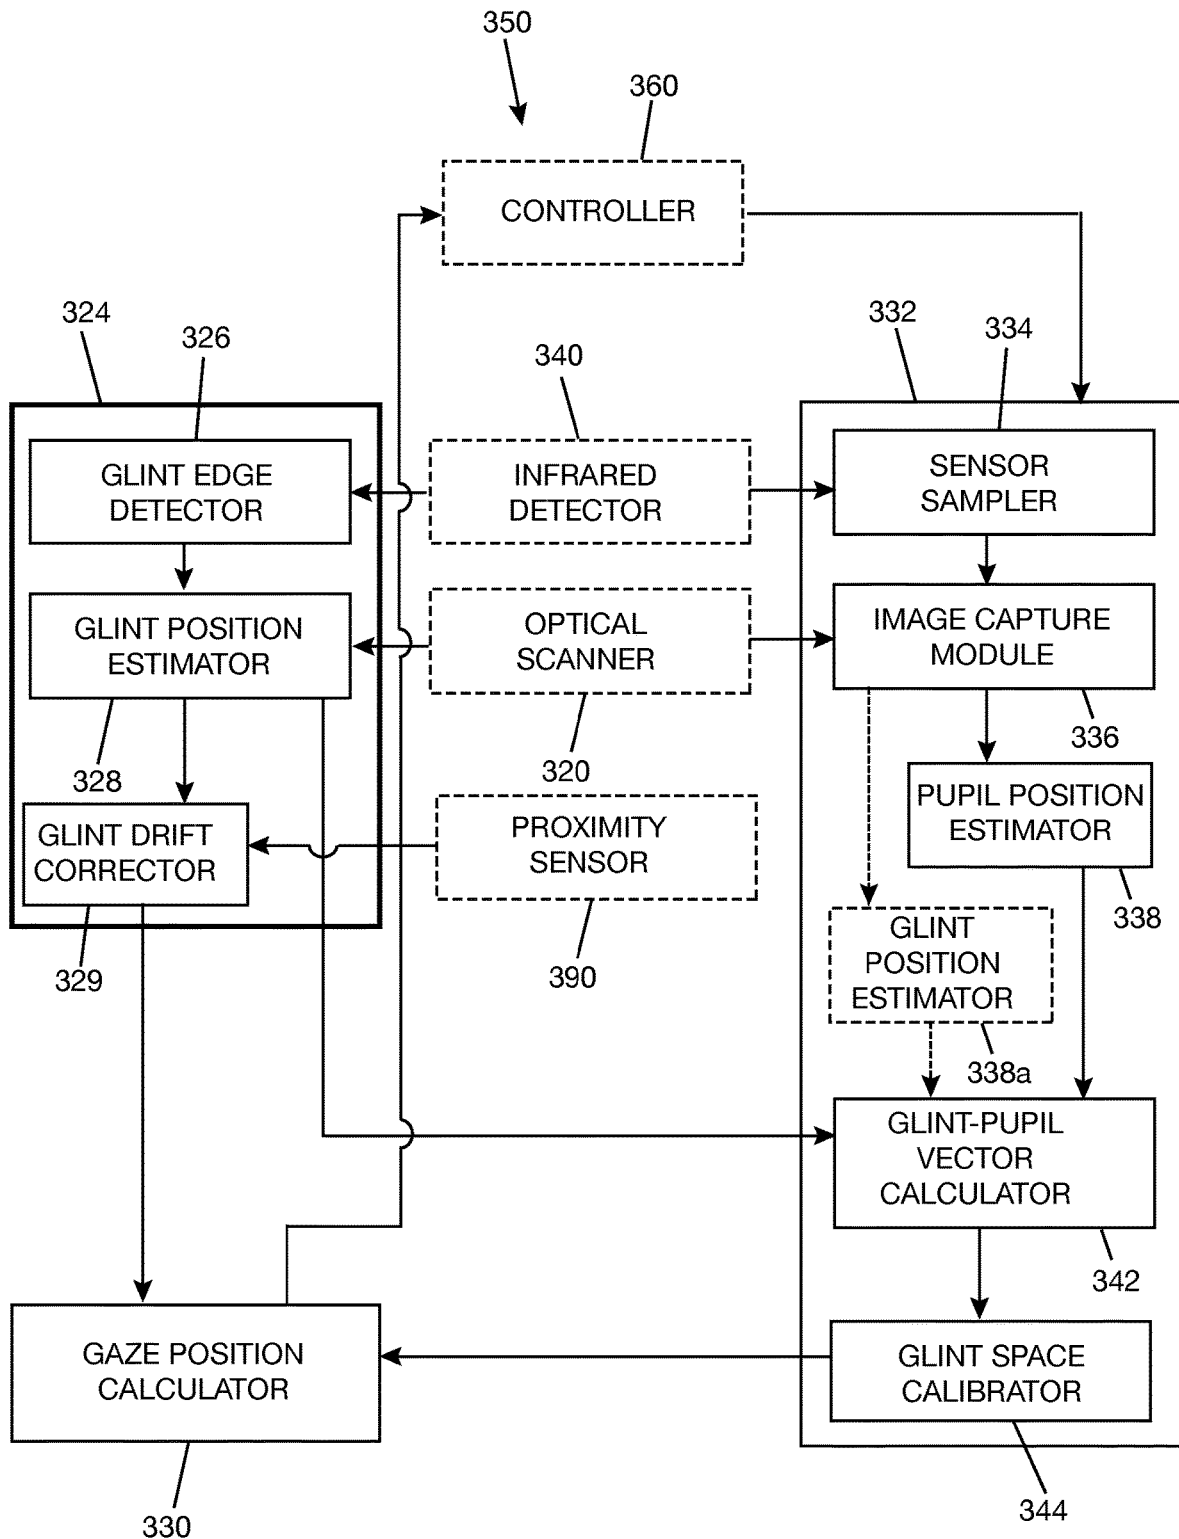 350
360
CONTROLLER
324
326
340
332
334
GLINT EDGE
DETECTOR
INFRARED
DETECTOR
SENSOR
SAMPLER
GLINT POSITION
ESTIMATOR
OPTICAL
SCANNER
IMAGE CAPTURE
MODULE
328
320
336
GLINT DRIFT
CORRECTOR
PROXIMITY
SENSOR
PUPIL POSITION
ESTIMATOR
329
390
338
GLINT
POSITION
ESTIMATOR
338a
GLINT-PUPIL
VECTOR
CALCULATOR
342
GAZE POSITION
CALCULATOR
GLINT SPACE
CALIBRATOR
330
344